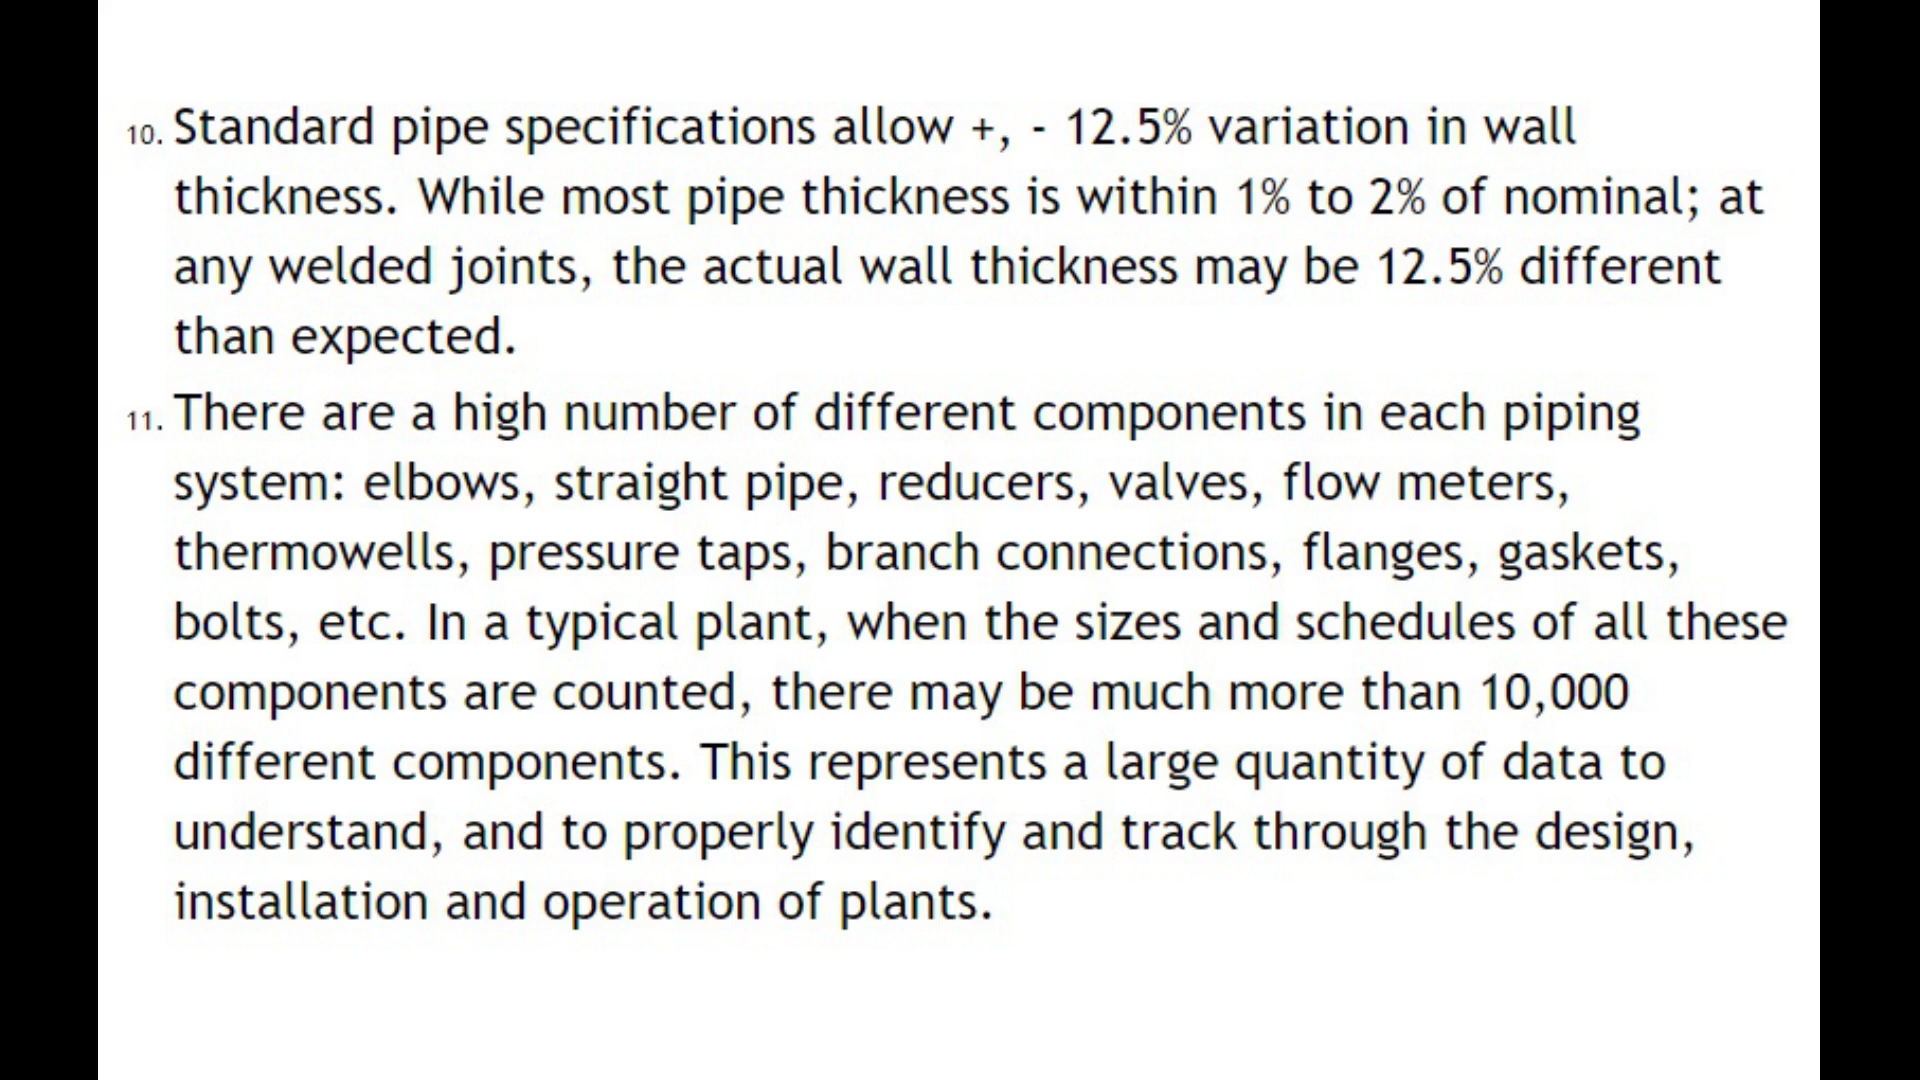 10. Standard pipe specifications allow +, - 12.5% variation in wall
thickness. While most pipe thickness is within 1% to 2% of nominal; at
any welded joints, the actual wall thickness may be 12.5% different
than expected.
11. There are a high number of different components in each piping
system: elbows, straight pipe, reducers, valves, flow meters,
thermowells, pressure taps, branch connections, flanges, gaskets,
bolts, etc. In a typical plant, when the sizes and schedules of all these
components are counted, there may be much more than 10,000
different components. This represents a large quantity of data to
understand, and to properly identify and track through the design,
installation and operation of plants.